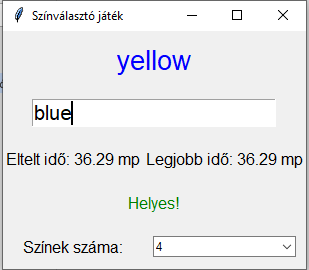 Színválasztó játék
yellow
blue
Eltelt idő: 36.29 mp Legjobb idő: 36.29 mp
Helyes!
Színek száma: 4